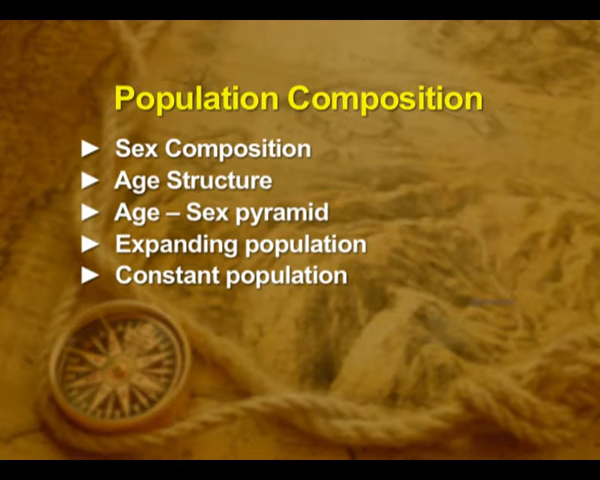 Population Composition
► Sex Composition
► Age Structure
► Age – Sex pyramid
► Expanding population
► Constant population